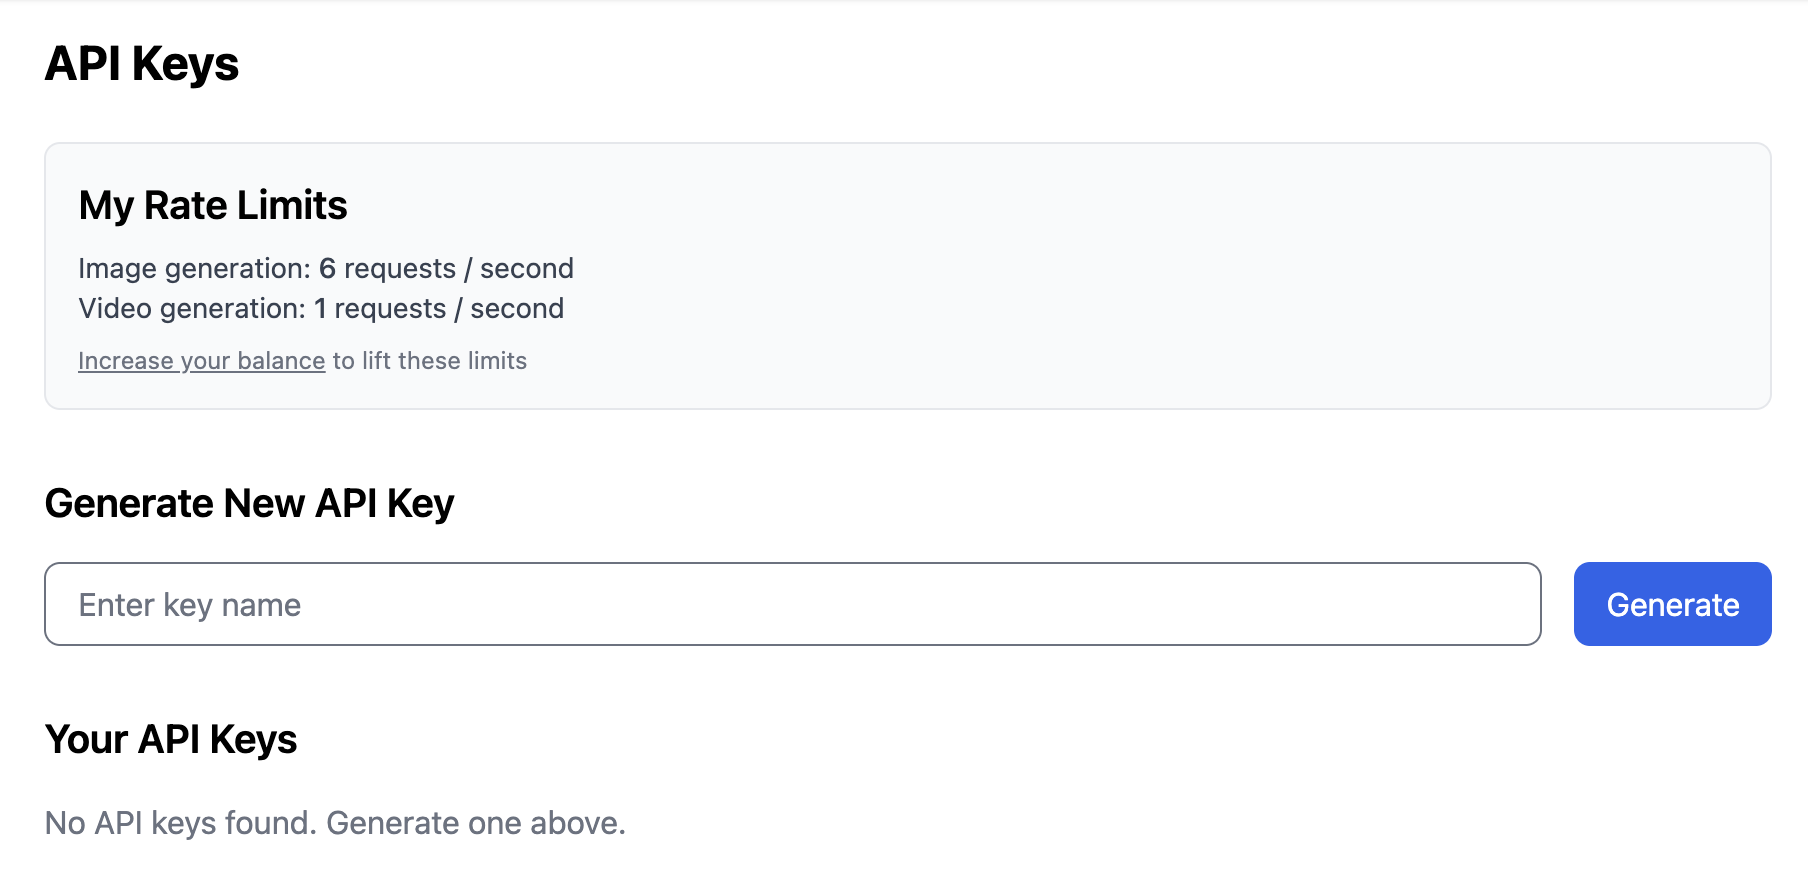 API Keys
My Rate Limits
Image generation: 6 requests / second
Video generation: 1 requests / second
Increase your balance to lift these limits
Generate New API Key
Enter key name
Generate
Your API Keys
No API keys found. Generate one above.